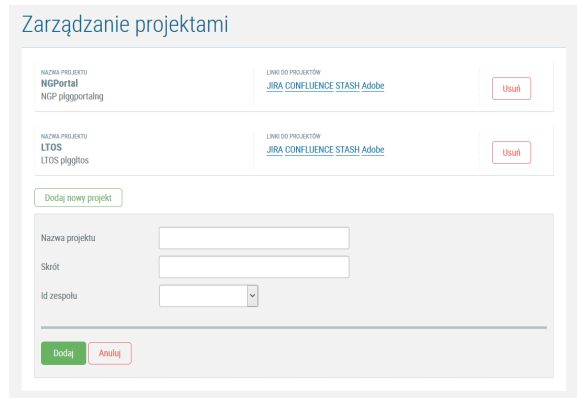 Zarządzanie projektami
NAZWA PROJEKTU
NGPortal
NGP plggportalng
LINKI DO PROJEKTÓW
JIRA CONFLUENCE STASH Adobe
Usuń
NAZWA PROJEKTU
LTOS
LTOS plggltos
LINKI DO PROJEKTÓW
JIRA CONFLUENCE STASH Adobe
Usuń
Dodaj nowy projekt
Nazwa projektu
Skrót
Id zespołu
Dodaj Anuluj